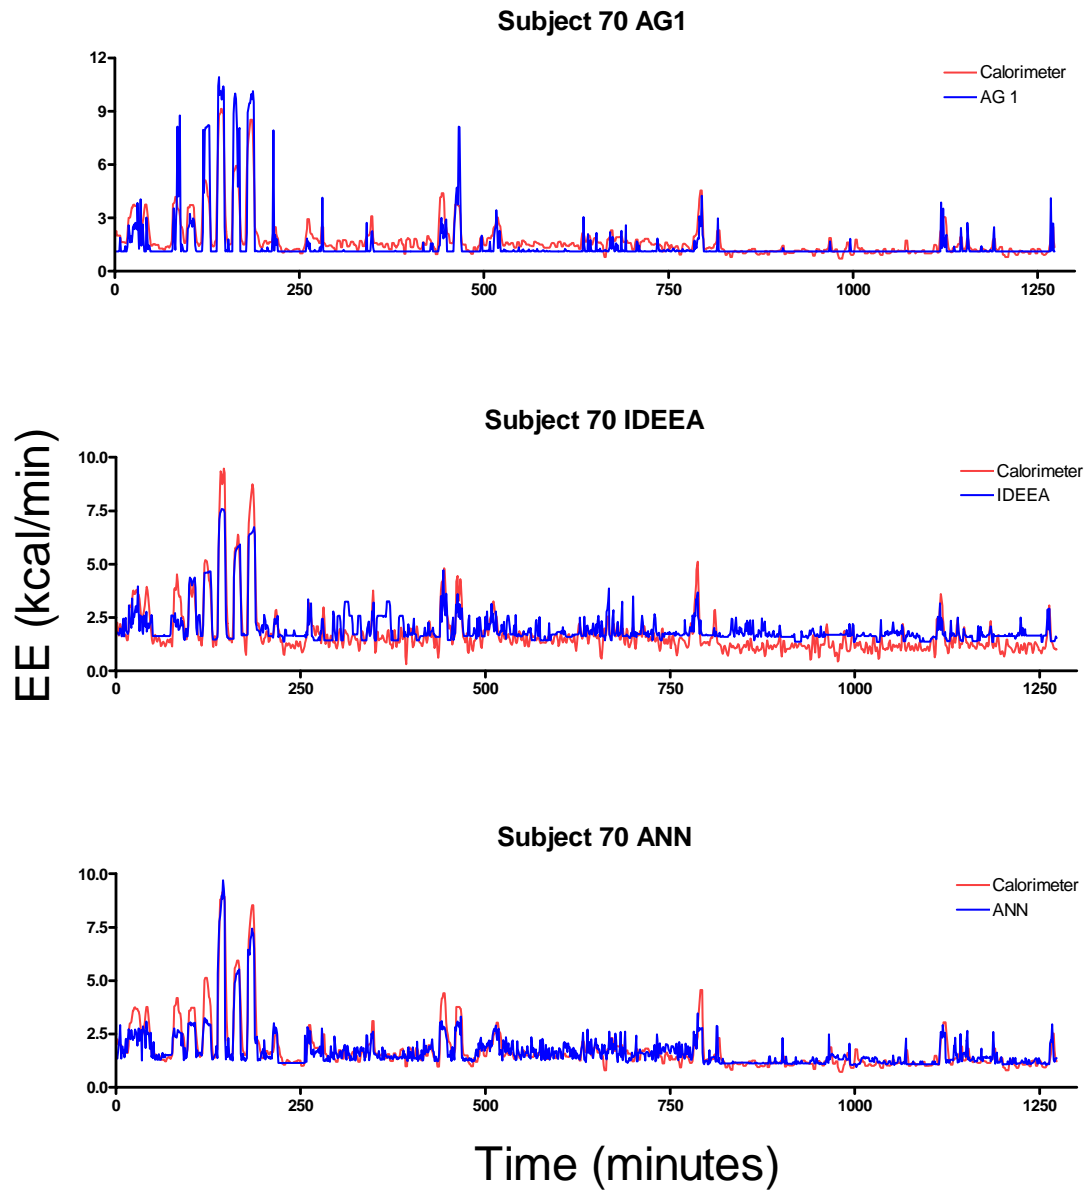 Subject 70 AG1
12
9
6
3
0
0 250 500 750 1000 1250
Calorimeter
AG 1
EE (kcal/min)
Subject 70 IDEEA
10.0
7.5
5.0
2.5
0.0
0 250 500 750 1000 1250
Calorimeter
IDEEA
Subject 70 ANN
10.0
7.5
5.0
2.5
0.0
0 250 500 750 1000 1250
Calorimeter
ANN
Time (minutes)